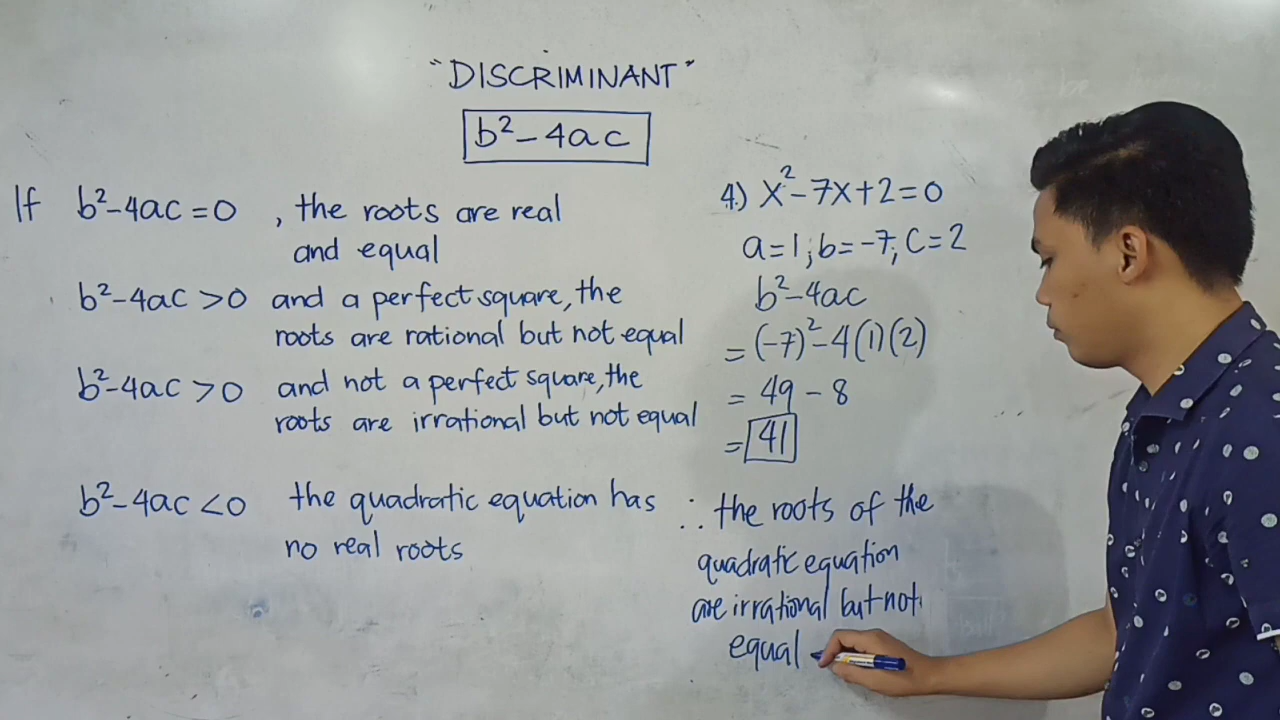 "DISCRIMINANT"
b²-4ac
If b²-4ac=0 , the roots are real
and equal
b²-4ac>0 and a perfect square, the
roots are rational but not equal
b²-4ac>0 and not a perfect square, the
roots are irrational but not equal
b²-4ac<0 the quadratic equation has
no real roots
4.) x²-7x+2=0
a=1; b=-7; c=2
b²-4ac
=(-7)²-4(1)(2)
= 49-8
= 41
∴ the roots of the
quadratic equation
are irrational but not
equal